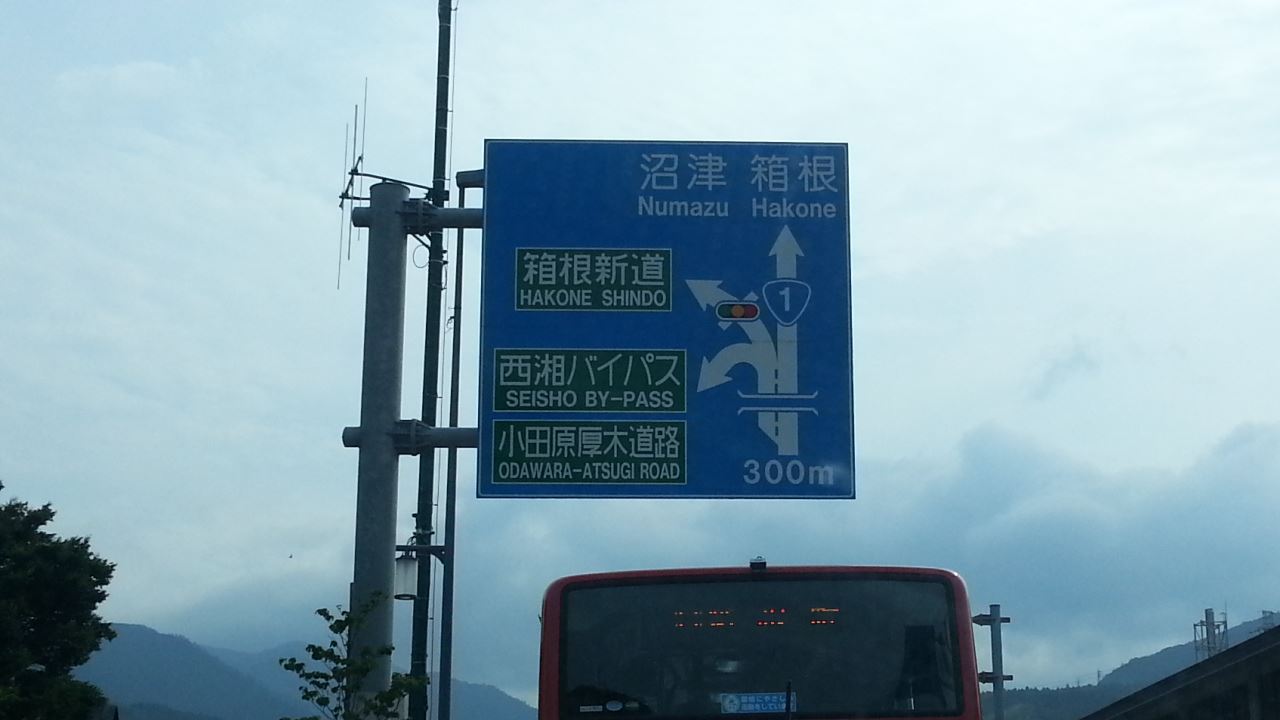 沼津 箱根
Numazu Hakone
箱根新道
HAKONE SHINDO
1
西湘バイパス
SEISHO BY-PASS
小田原厚木道路
ODAWARA-ATSUGI ROAD
300m